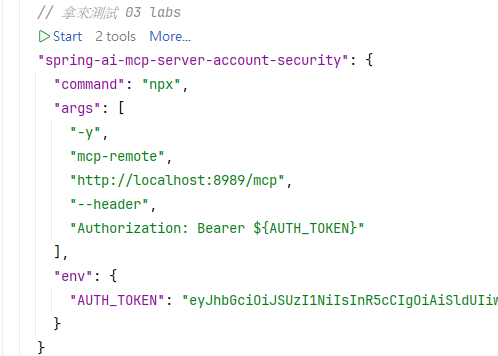 // 拿來測試 03 labs
Start 2 tools More...
"spring-ai-mcp-server-account-security": {
"command": "npx",
"args": [
"-y",
"mcp-remote",
"http://localhost:8989/mcp",
"--header",
"Authorization: Bearer ${AUTH_TOKEN}"
],
"env": {
"AUTH_TOKEN": "eyJhbGciOiJSUzI1NiIsInR5cCIgOiAiSldUIiw
}
}